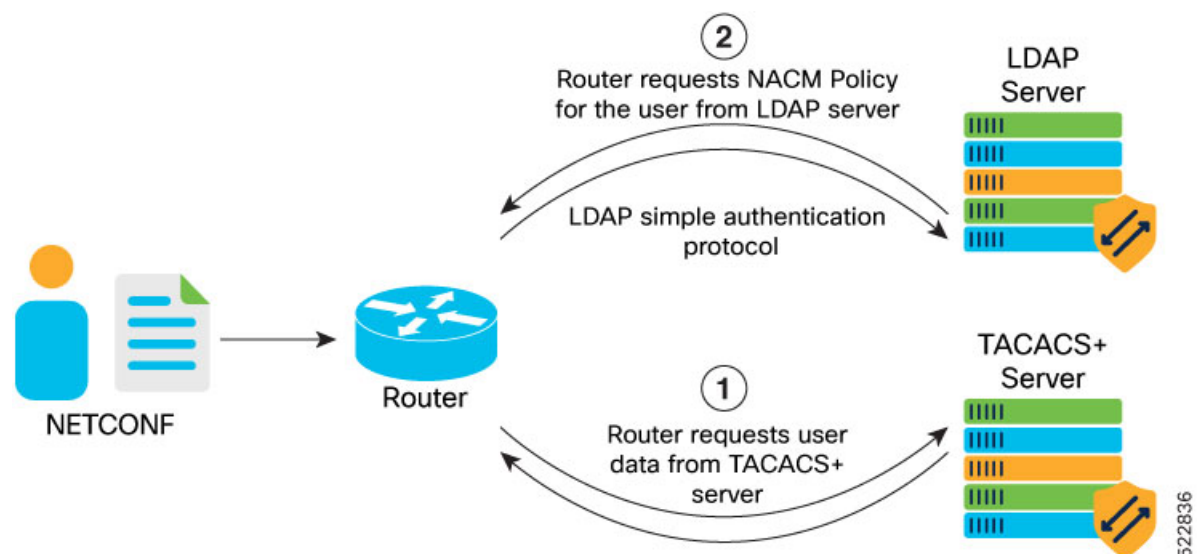 2
Router requests NACM Policy
for the user from LDAP server
LDAP
Server
LDAP simple authentication
protocol
NETCONF
Router
1
Router requests user
data from TACACS+
server
TACACS+
Server
522836